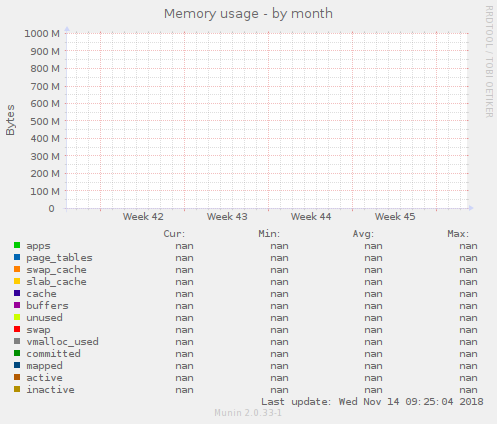 Memory usage - by month
RRDTOOL / TOBI OETIKER
Bytes
1000 M
900 M
800 M
700 M
600 M
500 M
400 M
300 M
200 M
100 M
0
Week 42 Week 43 Week 44 Week 45
Cur: Min: Avg: Max:
apps nan nan nan nan
page_tables nan nan nan nan
swap_cache nan nan nan nan
slab_cache nan nan nan nan
cache nan nan nan nan
buffers nan nan nan nan
unused nan nan nan nan
swap nan nan nan nan
vmalloc_used nan nan nan nan
committed nan nan nan nan
mapped nan nan nan nan
active nan nan nan nan
inactive nan nan nan nan
Last update: Wed Nov 14 09:25:04 2018
Munin 2.0.33-1